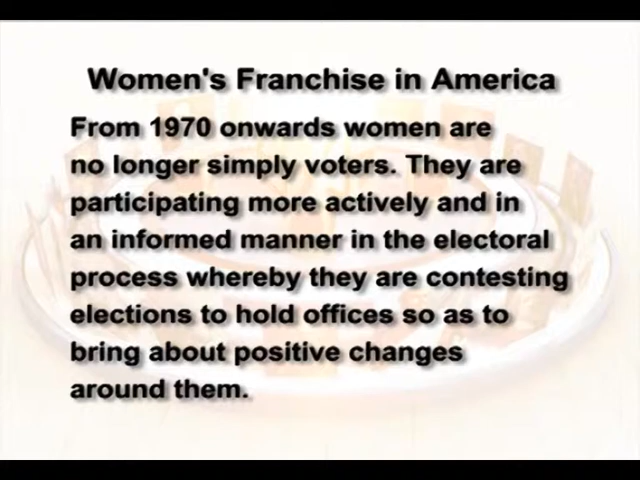 Women's Franchise in America
From 1970 onwards women are
no longer simply voters. They are
participating more actively and in
an informed manner in the electoral
process whereby they are contesting
elections to hold offices so as to
bring about positive changes
around them.